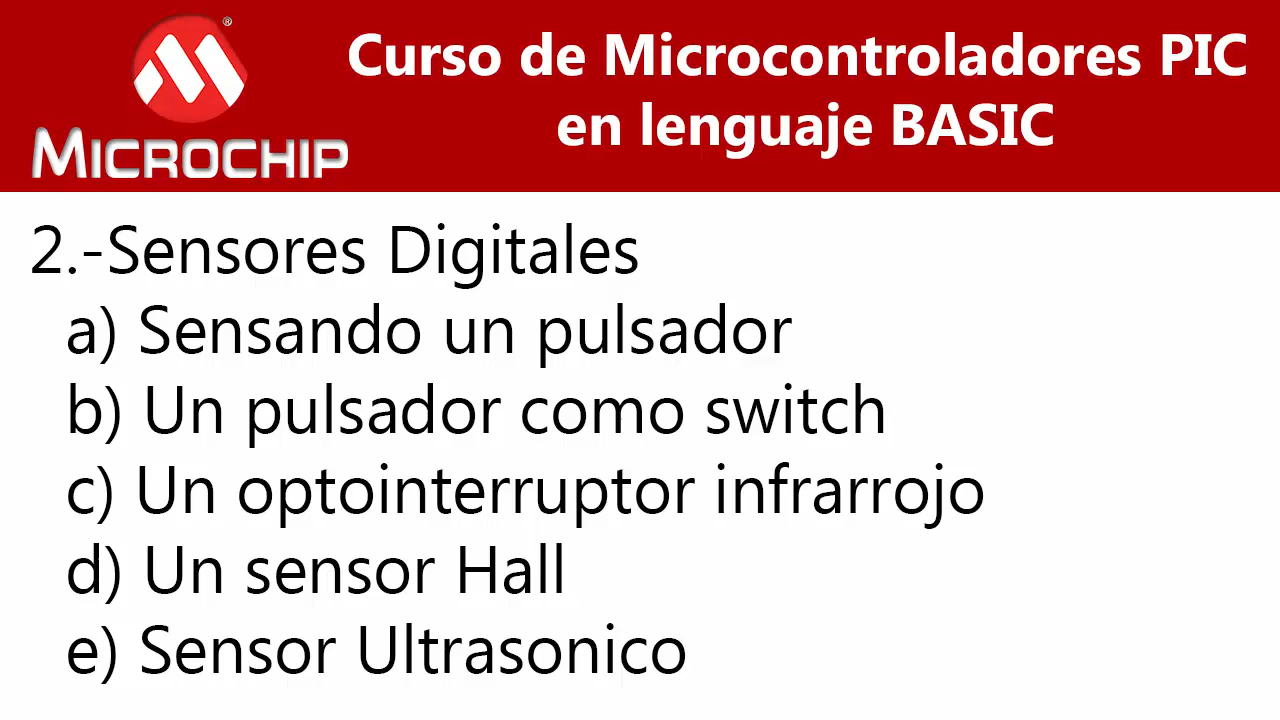 ®
MICROCHIP
Curso de Microcontroladores PIC
en lenguaje BASIC
2.-Sensores Digitales
a) Sensando un pulsador
b) Un pulsador como switch
c) Un optointerruptor infrarrojo
d) Un sensor Hall
e) Sensor Ultrasonico